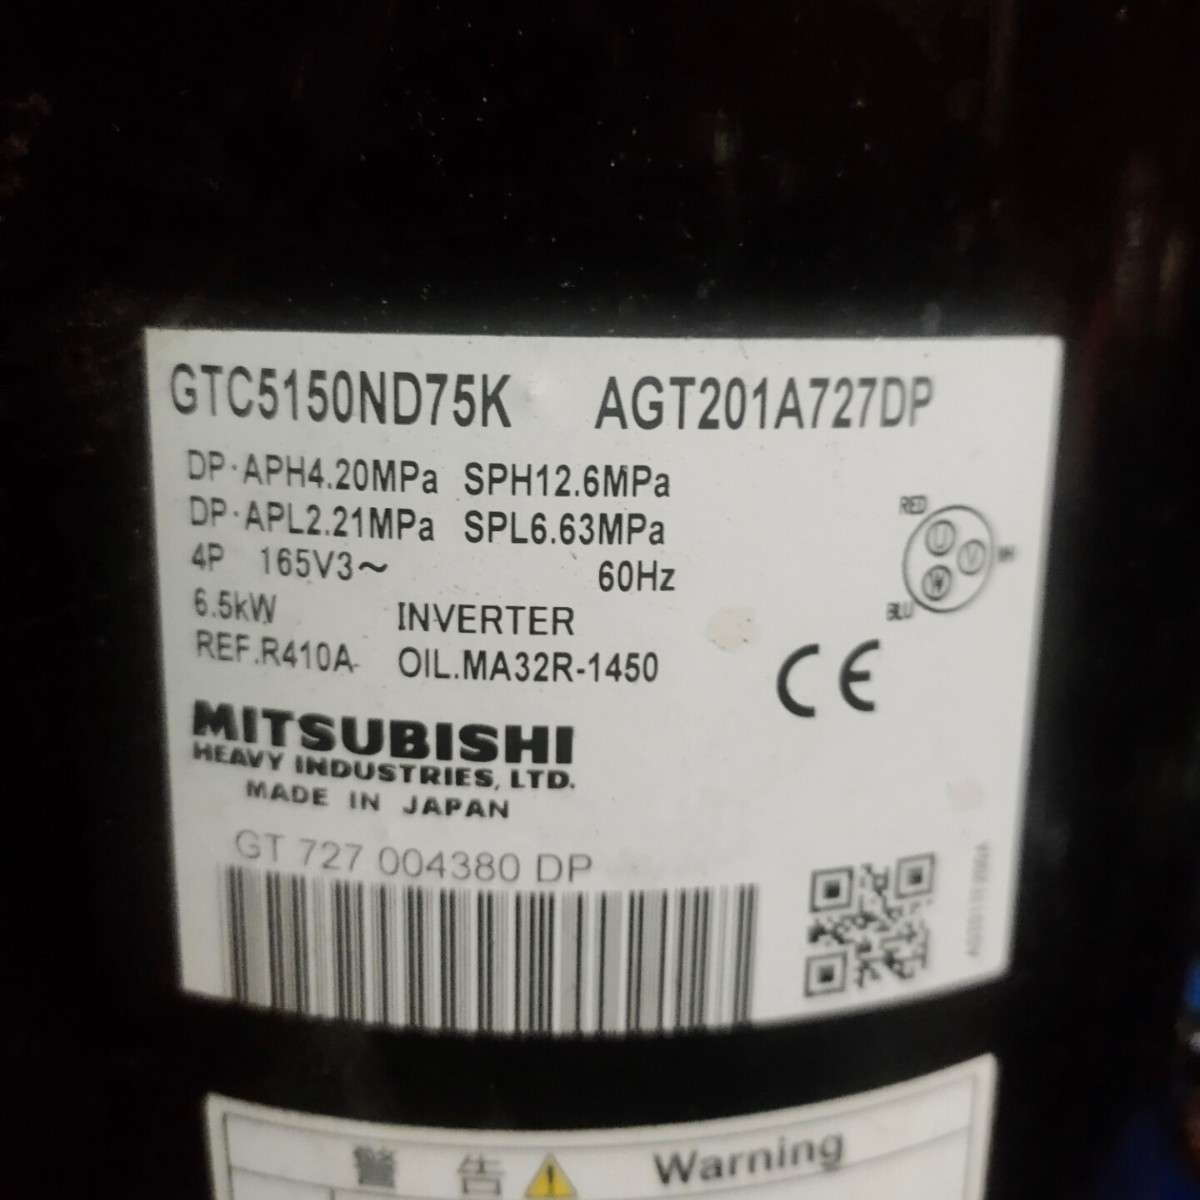 GTC5150ND75K AGT201A727DP
DP·APH4.20MPa SPH12.6MPa
DP·APL2.21MPa SPL6.63MPa
4P 165V3~ 60Hz
6.5kW INVERTER
REF.R410A OIL.MA32R-1450
RED
U
V
W
BLU
CE
MITSUBISHI
HEAVY INDUSTRIES, LTD.
MADE IN JAPAN
GT 727 004380 DP
警告 Warning